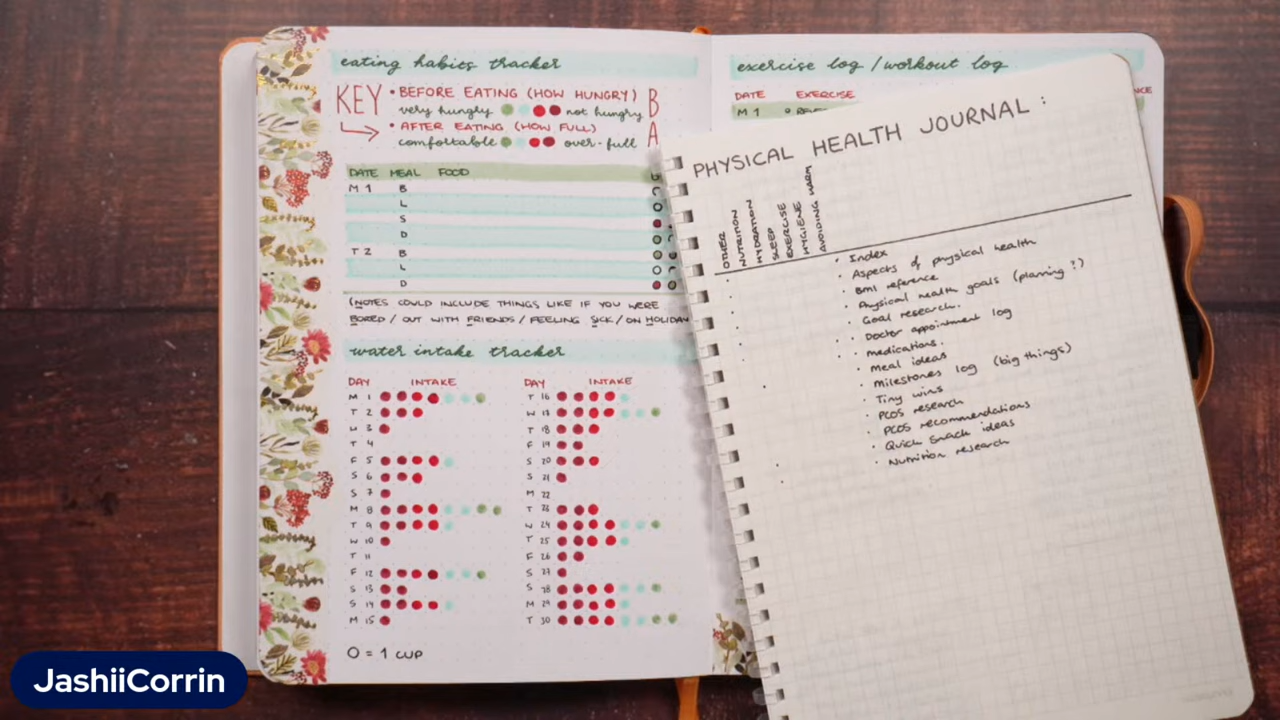 eating habits tracker
KEY
• BEFORE EATING (HOW HUNGRY)
very hungry
not hungry
B
• AFTER EATING (HOW FULL)
comfortable
over-full
A
DATE MEAL FOOD
M 1 B
L
S
D
T 2 B
L
D
(NOTES COULD INCLUDE THINGS LIKE IF YOU WERE
BORED / OUT WITH FRIENDS / FEELING SICK / ON HOLIDAY
water intake tracker
DAY INTAKE
M 1
T 2
W 3
T 4
F 5
S 6
S 7
M 8
T 9
W 10
T 11
F 12
S 13
S 14
M 15
DAY INTAKE
T 16
W 18
T 18
F 19
S 20
S 21
M 22
T 23
W 24
T 25
F 26
S 27
S 28
M 29
T 30
O = 1 CUP
exercise log / workout log
DATE EXERCISE
M 1
PHYSICAL HEALTH JOURNAL :
OTHER
NUTRITION
HYDRATION
SLEEP
EXERCISE
HYGIENE
AVOIDING HARM
• Index
• Aspects of physical health
• BMI reference
• Physical health goals (planning?)
• Goal research.
• Doctor appointment log
• medications.
• Meal ideas
• Milestones log (big things)
• Tiny wins
• PCOS research
• PCOS recommendations
• Quick Snack ideas
• Nutrition research
JashiiCorrin